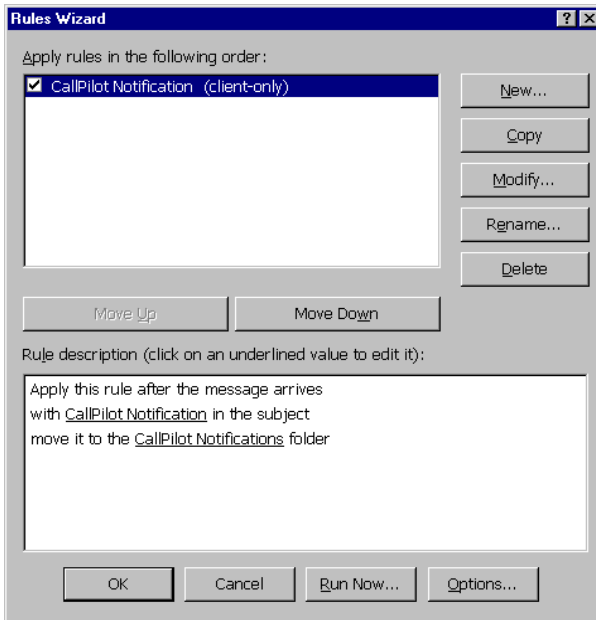 Rules Wizard
Apply rules in the following order:
CallPilot Notification (client-only)
New...
Copy
Modify...
Rename...
Delete
Move Up
Move Down
Rule description (click on an underlined value to edit it):
Apply this rule after the message arrives
with CallPilot Notification in the subject
move it to the CallPilot Notifications folder
OK
Cancel
Run Now...
Options...